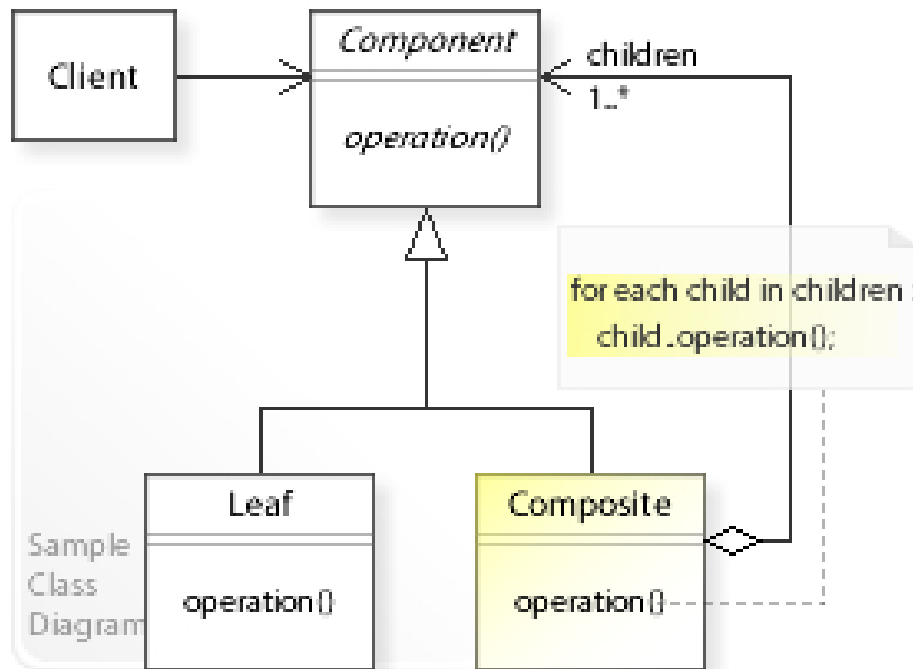 Client
Component
operation()
children
1..*
for each child in children :
child.operation();
Leaf
operation()
Composite
operation()
Sample
Class
Diagram